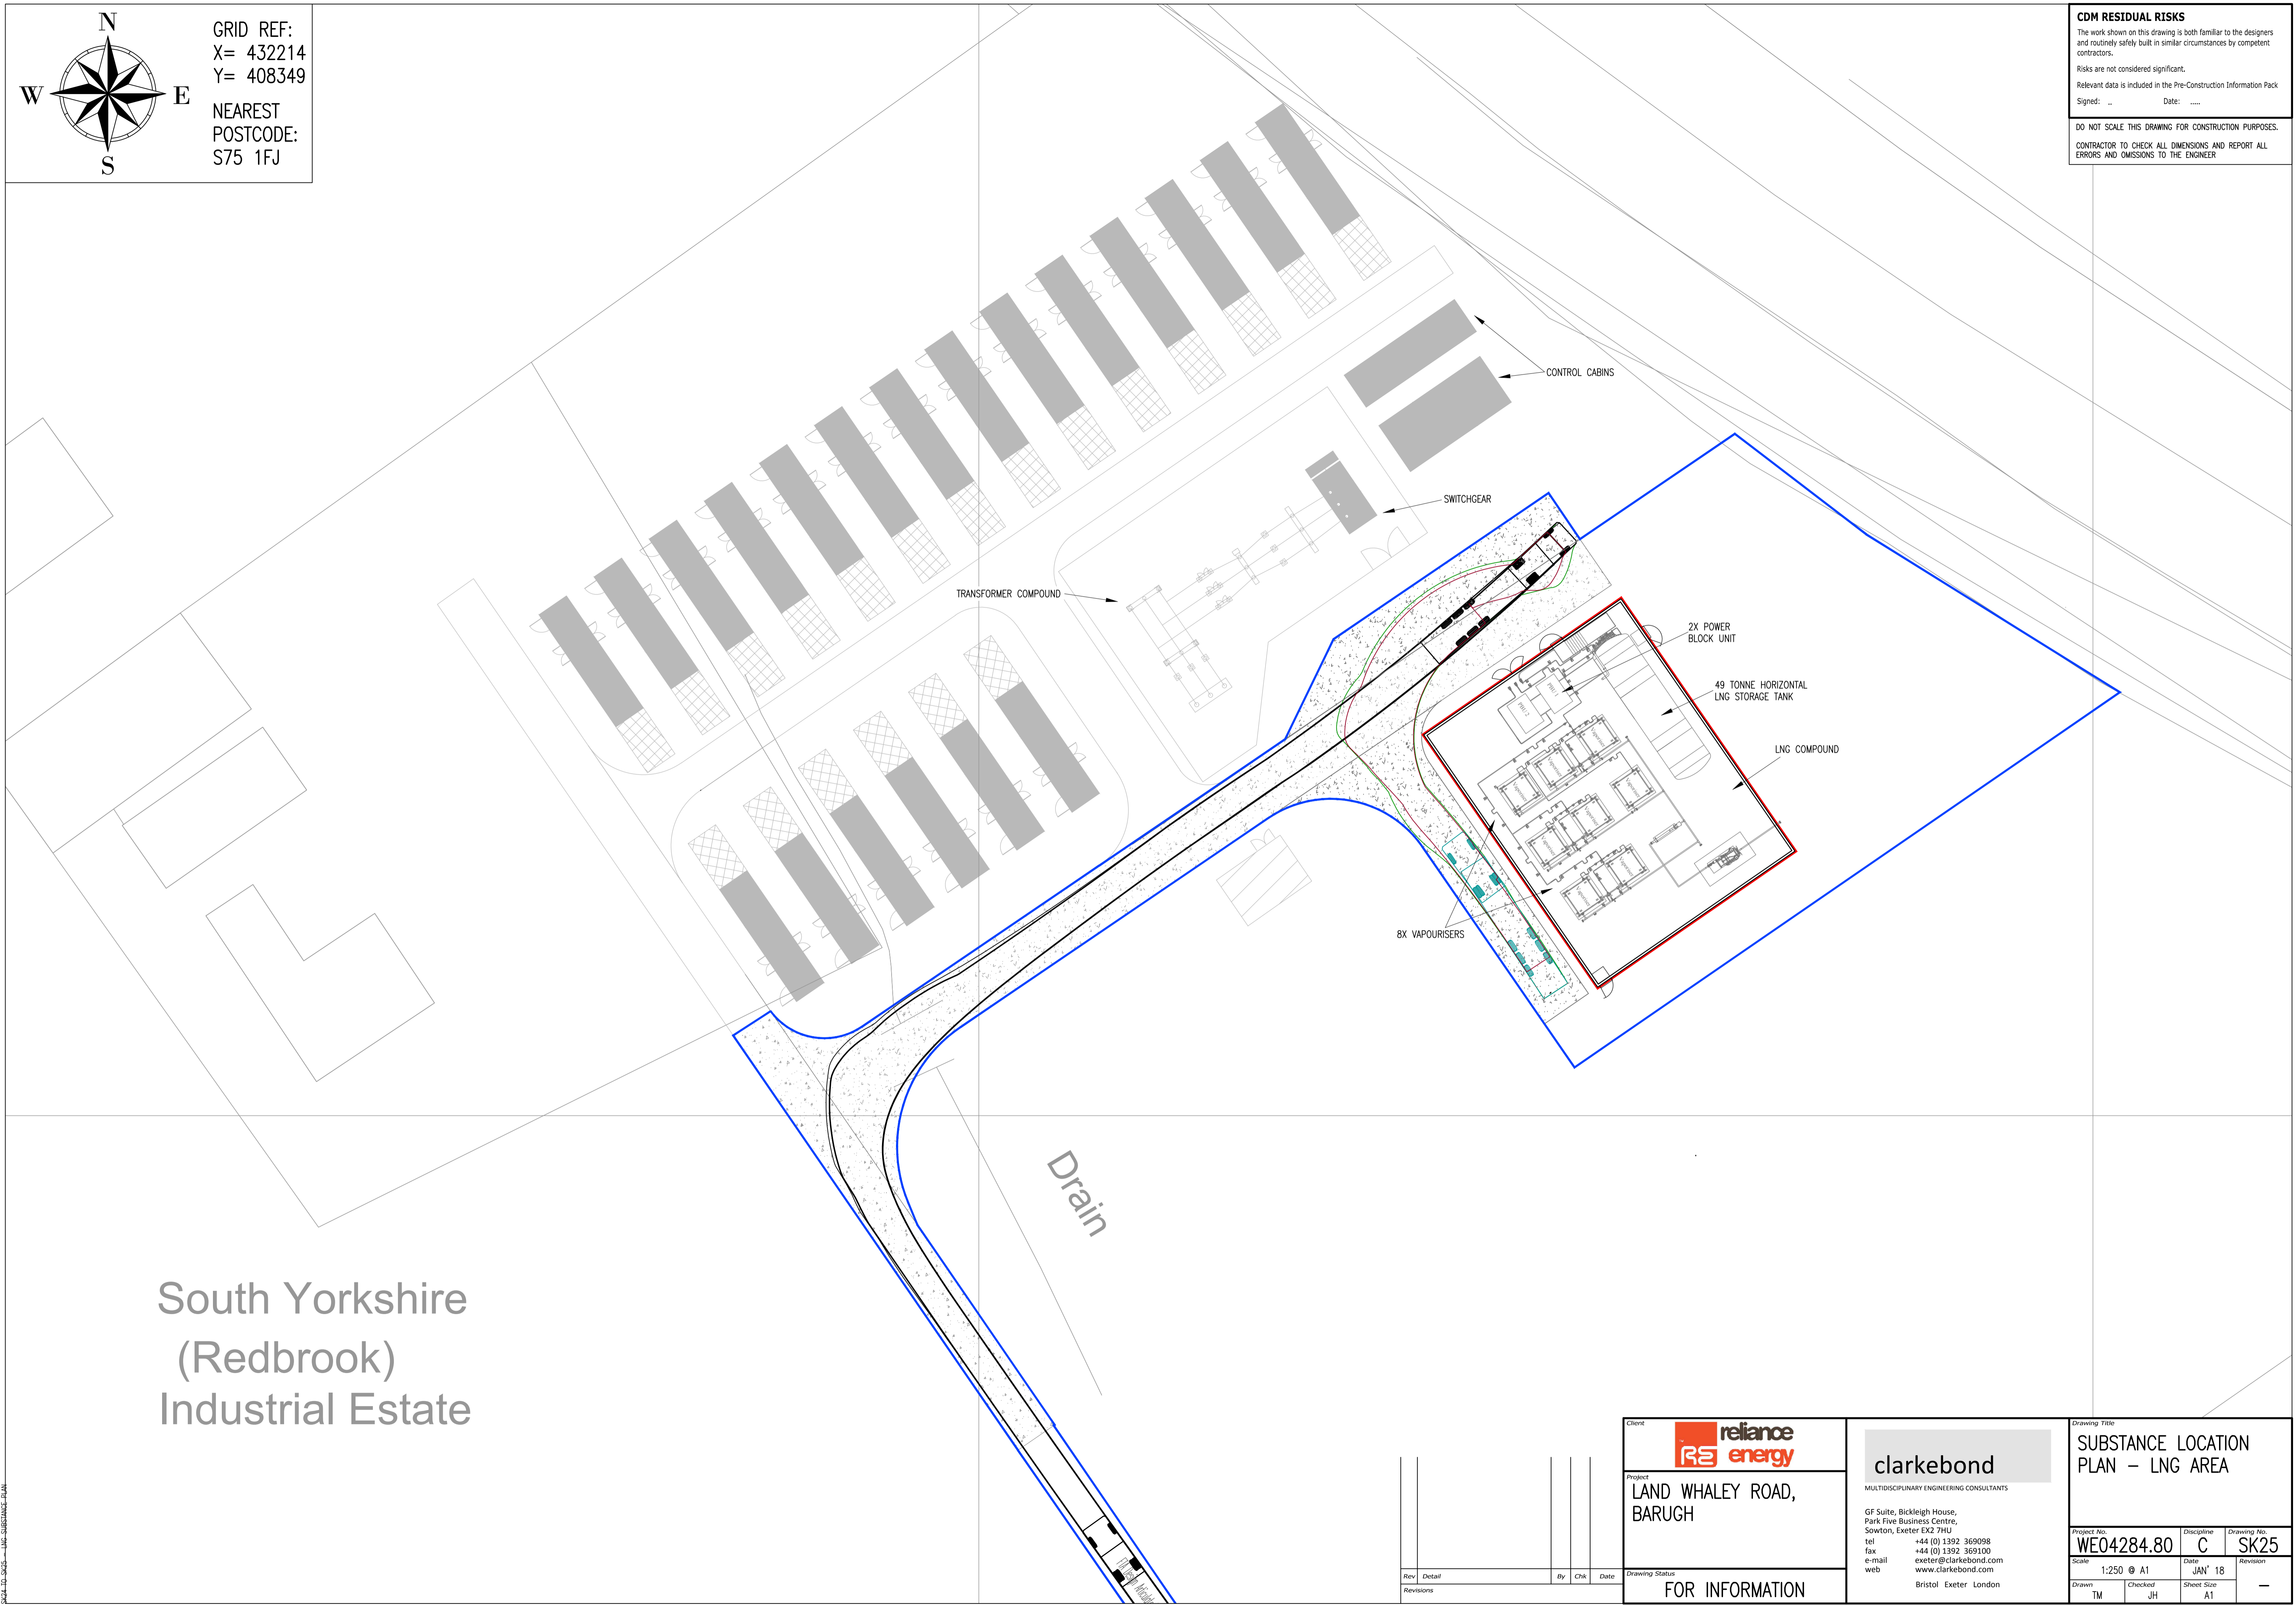 N
W
E
S
GRID REF:
X= 432214
Y= 408349
NEAREST
POSTCODE:
S75 1FJ
CDM RESIDUAL RISKS
The work shown on this drawing is both familiar to the designers
and routinely safely built in similar circumstances by competent
contractors.
Risks are not considered significant.
Relevant data is included in the Pre-Construction Information Pack
Signed: .. Date: .....
DO NOT SCALE THIS DRAWING FOR CONSTRUCTION PURPOSES.
CONTRACTOR TO CHECK ALL DIMENSIONS AND REPORT ALL
ERRORS AND OMISSIONS TO THE ENGINEER
CONTROL CABINS
SWITCHGEAR
TRANSFORMER COMPOUND
2X POWER
BLOCK UNIT
49 TONNE HORIZONTAL
LNG STORAGE TANK
LNG COMPOUND
8X VAPOURISERS
Drain
South Yorkshire
(Redbrook)
Industrial Estate
SK24 TO SK25 - LNG SUBSTANCE PLAN
Rev Detail By Chk Date
Revisions
Client
reliance
RE energy
Project
LAND WHALEY ROAD,
BARUGH
Drawing Status
FOR INFORMATION
clarkebond
MULTIDISCIPLINARY ENGINEERING CONSULTANTS
GF Suite, Bickleigh House,
Park Five Business Centre,
Sowton, Exeter EX2 7HU
tel +44 (0) 1392 369098
fax +44 (0) 1392 369100
e-mail exeter@clarkebond.com
web www.clarkebond.com
Bristol Exeter London
Drawing Title
SUBSTANCE LOCATION
PLAN - LNG AREA
Project No. Discipline Drawing No.
WE04284.80 C SK25
Scale Date Revision
1:250 @ A1 JAN' 18 -
Drawn Checked Sheet Size
TM JH A1